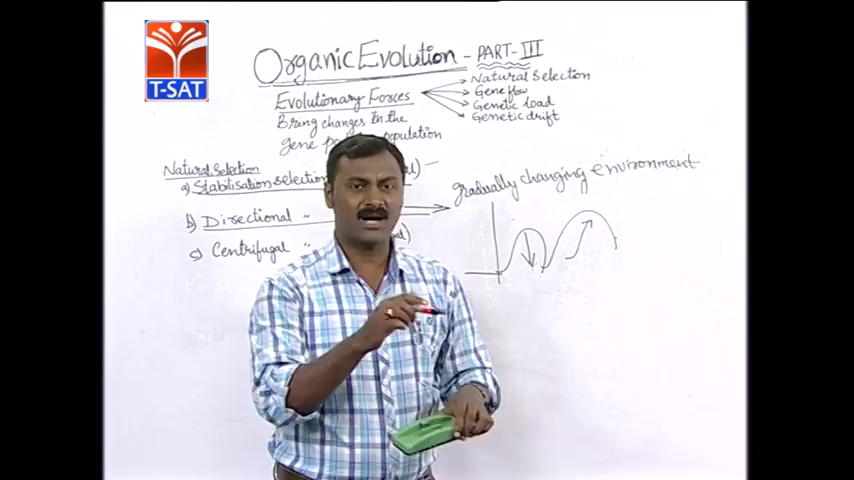 T-SAT
Organic Evolution - PART-III
Evolutionary Forces
Natural Selection
Gene flow
Genetic load
Genetic drift
Bring changes in the
gene population
Natural Selection
a) Stabilisation selection
b) Directional "
c) Centrifugal "
gradually changing environment